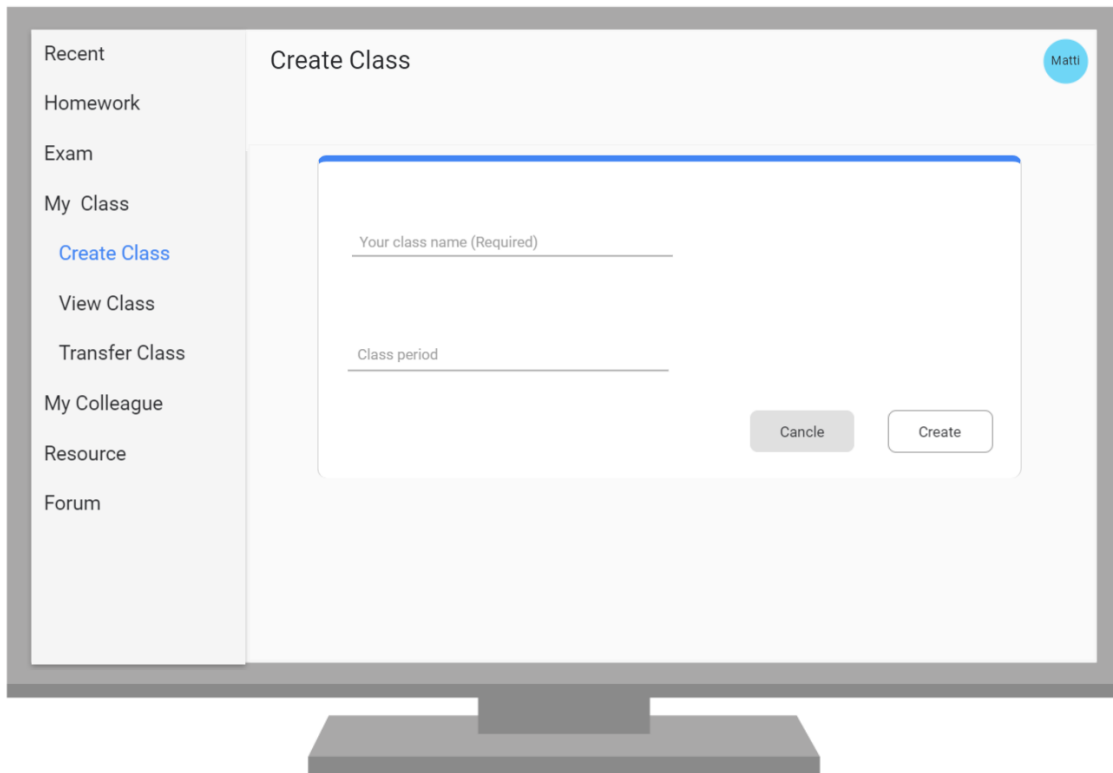 Recent
Homework
Exam
My Class
Create Class
View Class
Transfer Class
My Colleague
Resource
Forum
Create Class
Matti
Your class name (Required)
Class period
Cancle
Create